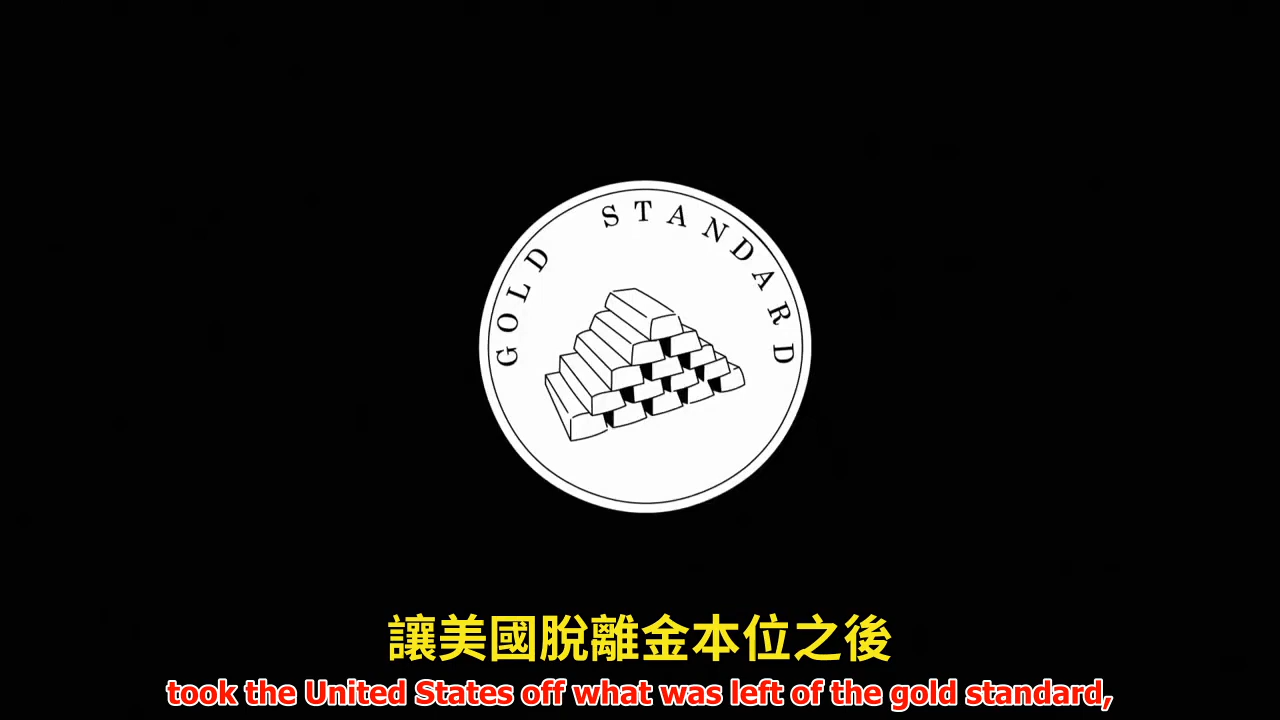 GOLD STANDARD
讓美國脫離金本位之後
took the United States off what was left of the gold standard,